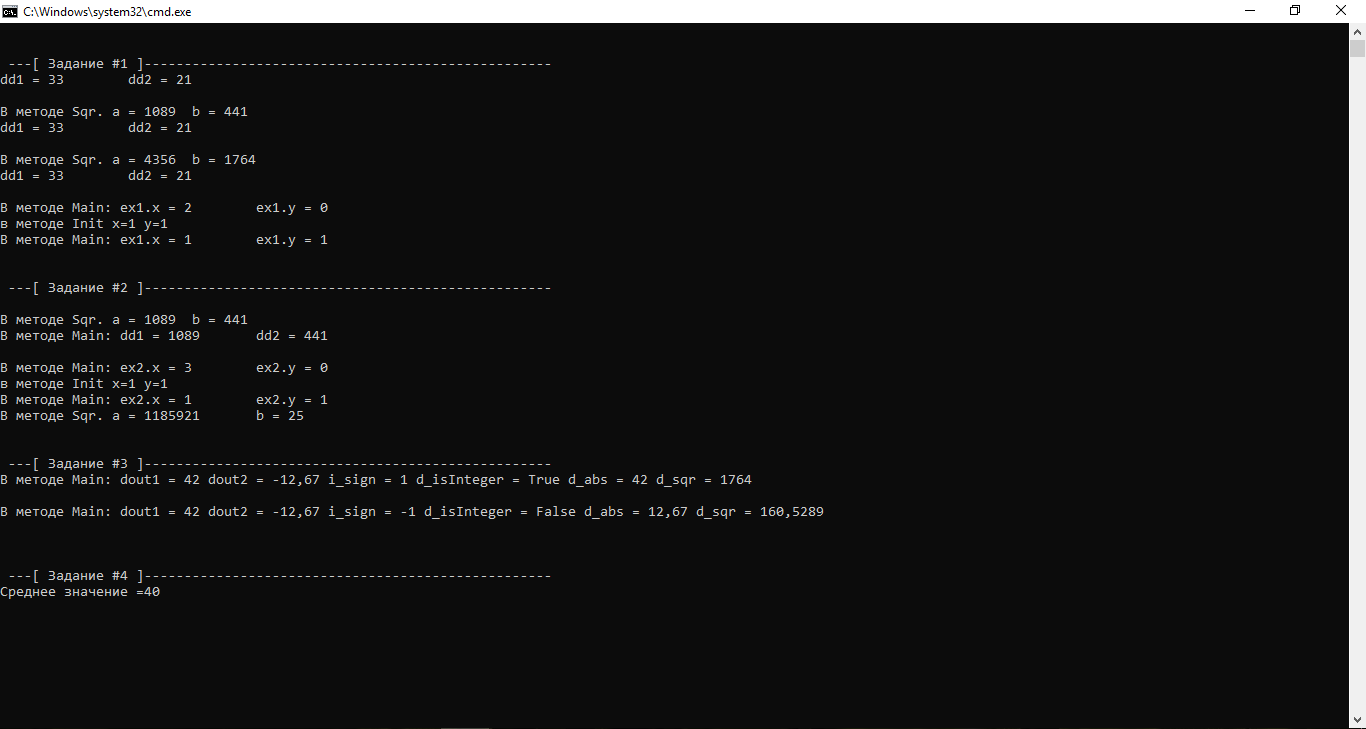 C:\Windows\system32\cmd.exe
---[ Задание #1 ]---------------------------------------------------
dd1 = 33        dd2 = 21
В методе Sqr. a = 1089  b = 441
dd1 = 33        dd2 = 21
В методе Sqr. a = 4356  b = 1764
dd1 = 33        dd2 = 21
В методе Main: ex1.x = 2        ex1.y = 0
в методе Init x=1 y=1
В методе Main: ex1.x = 1        ex1.y = 1
---[ Задание #2 ]---------------------------------------------------
В методе Sqr. a = 1089  b = 441
В методе Main: dd1 = 1089       dd2 = 441
В методе Main: ex2.x = 3        ex2.y = 0
в методе Init x=1 y=1
В методе Main: ex2.x = 1        ex2.y = 1
В методе Sqr. a = 1185921       b = 25
---[ Задание #3 ]---------------------------------------------------
В методе Main: dout1 = 42 dout2 = -12,67 i_sign = 1 d_isInteger = True d_abs = 42 d_sqr = 1764
В методе Main: dout1 = 42 dout2 = -12,67 i_sign = -1 d_isInteger = False d_abs = 12,67 d_sqr = 160,5289
---[ Задание #4 ]---------------------------------------------------
Среднее значение =40